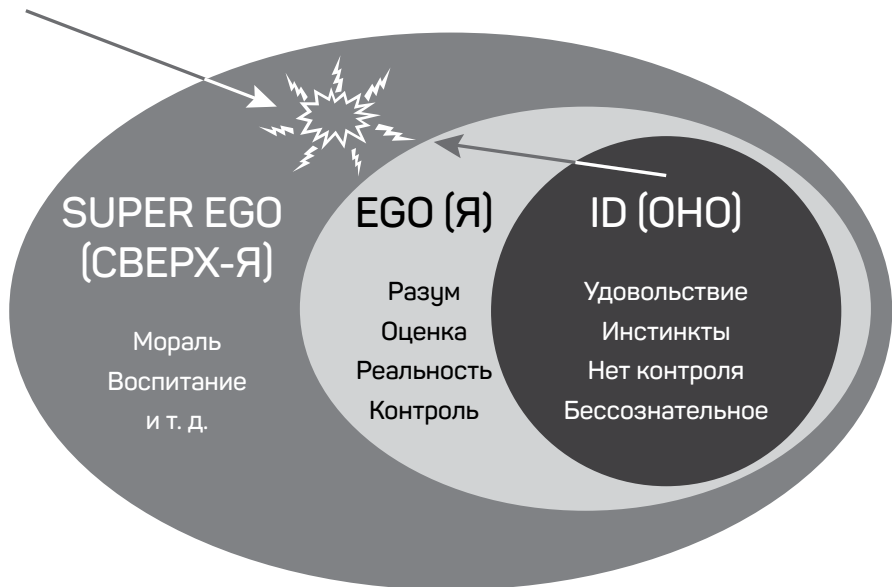 SUPER EGO
(СВЕРХ-Я)
Мораль
Воспитание
и т. д.
EGO (Я)
Разум
Оценка
Реальность
Контроль
ID (ОНО)
Удовольствие
Инстинкты
Нет контроля
Бессознательное